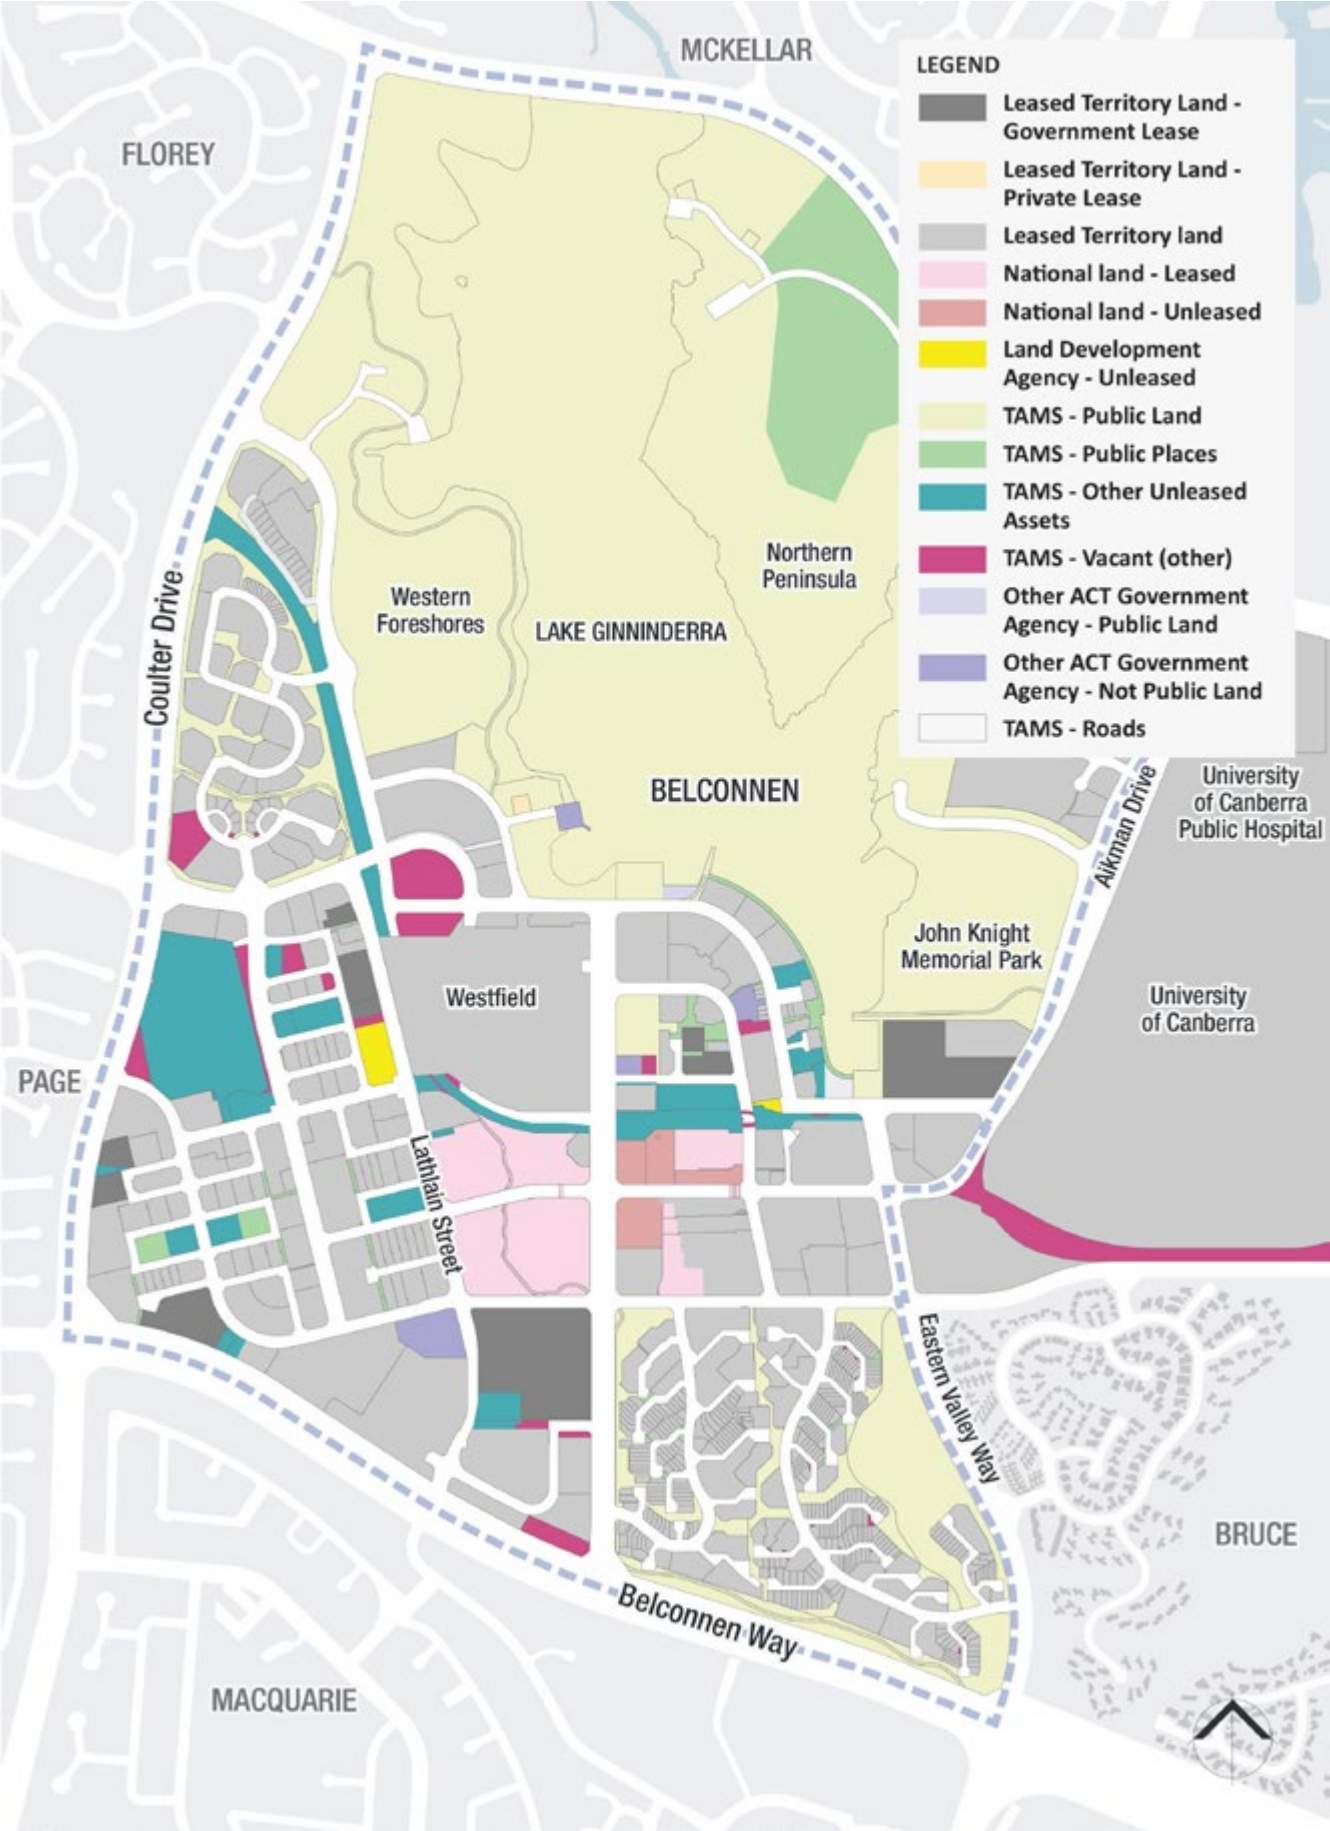 MCKELLAR
FLOREY
LEGEND
Leased Territory Land -
Government Lease
Leased Territory Land -
Private Lease
Leased Territory land
National land - Leased
National land - Unleased
Land Development
Agency - Unleased
TAMS - Public Land
TAMS - Public Places
TAMS - Other Unleased
Assets
TAMS - Vacant (other)
Other ACT Government
Agency - Public Land
Other ACT Government
Agency - Not Public Land
TAMS - Roads
Northern
Peninsula
Western
Foreshores
LAKE GINNINDERRA
Coulter Drive
BELCONNEN
University
of Canberra
Public Hospital
Aikman Drive
John Knight
Memorial Park
Westfield
University
of Canberra
PAGE
Lathlain Street
Eastern Valley Way
BRUCE
Belconnen Way
MACQUARIE